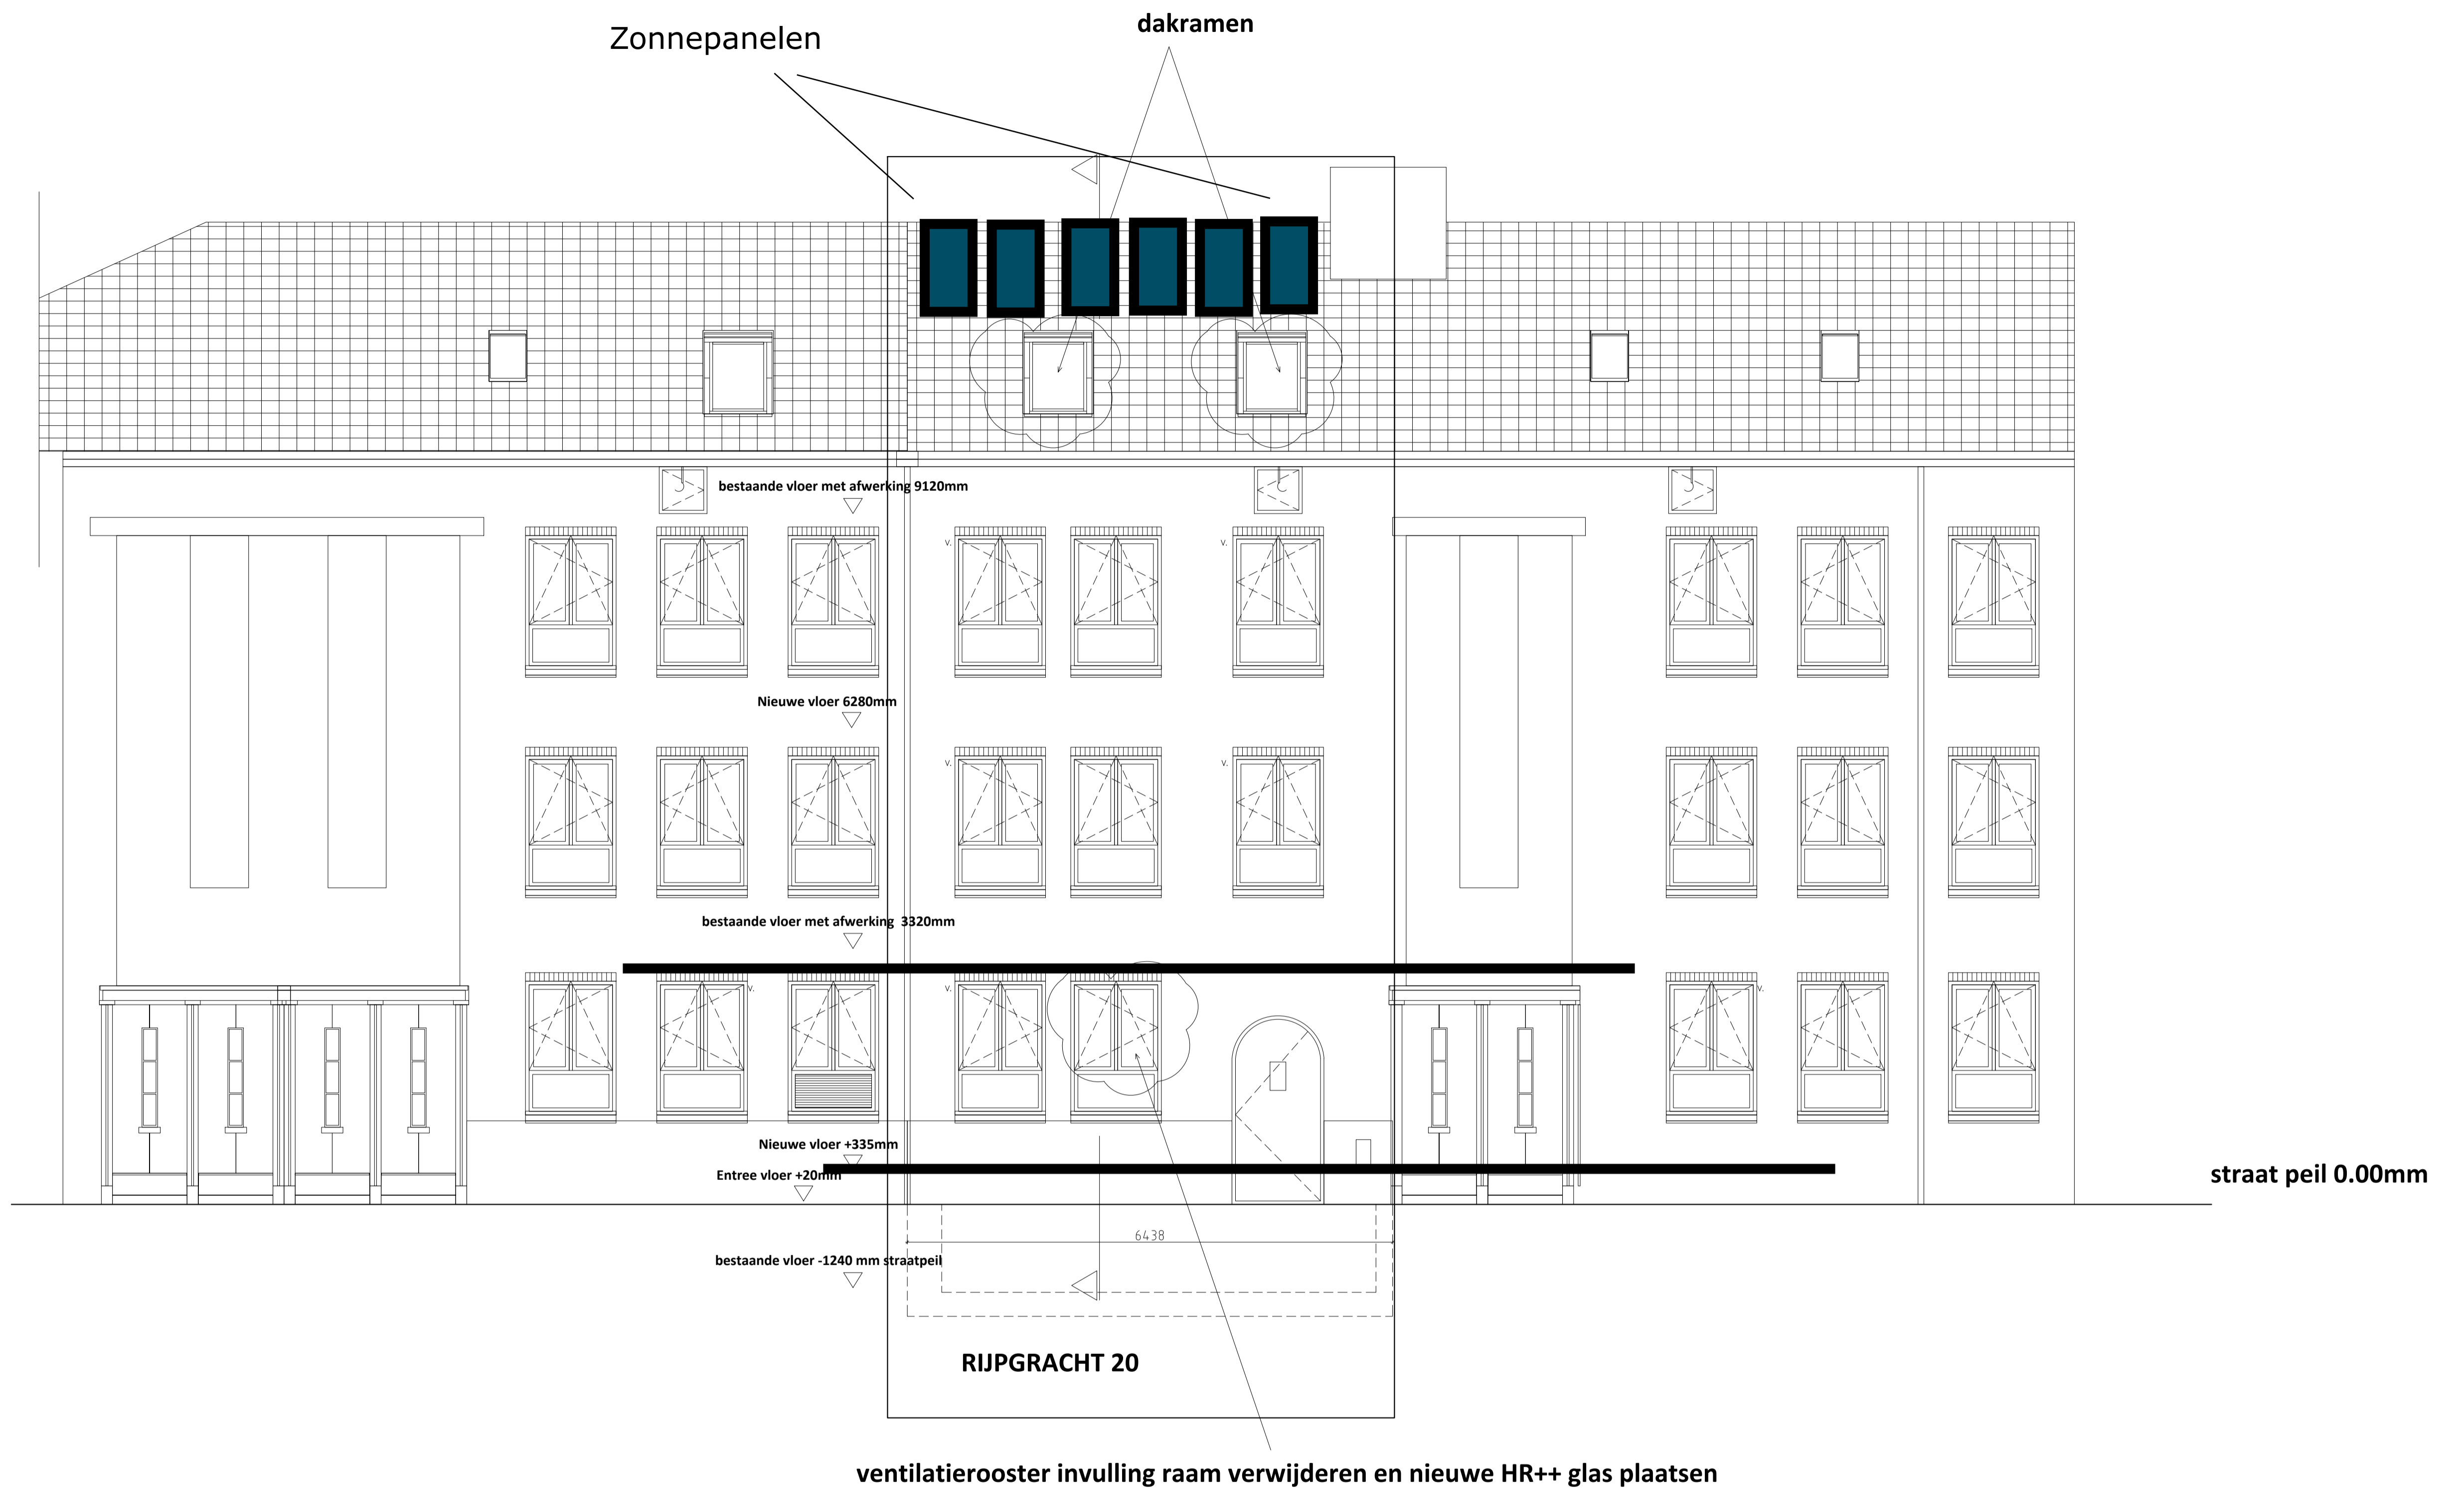 dakramen
Zonnepanelen
bestaande vloer met afwerking 9120mm
V.
V.
Nieuwe vloer 6280mm
V.
V.
bestaande vloer met afwerking 3320mm
V.
V.
V.
Nieuwe vloer +335mm
Entree vloer +20mm
straat peil 0.00mm
6438
bestaande vloer -1240 mm straatpeil
RIJPGRACHT 20
ventilatierooster invulling raam verwijderen en nieuwe HR++ glas plaatsen